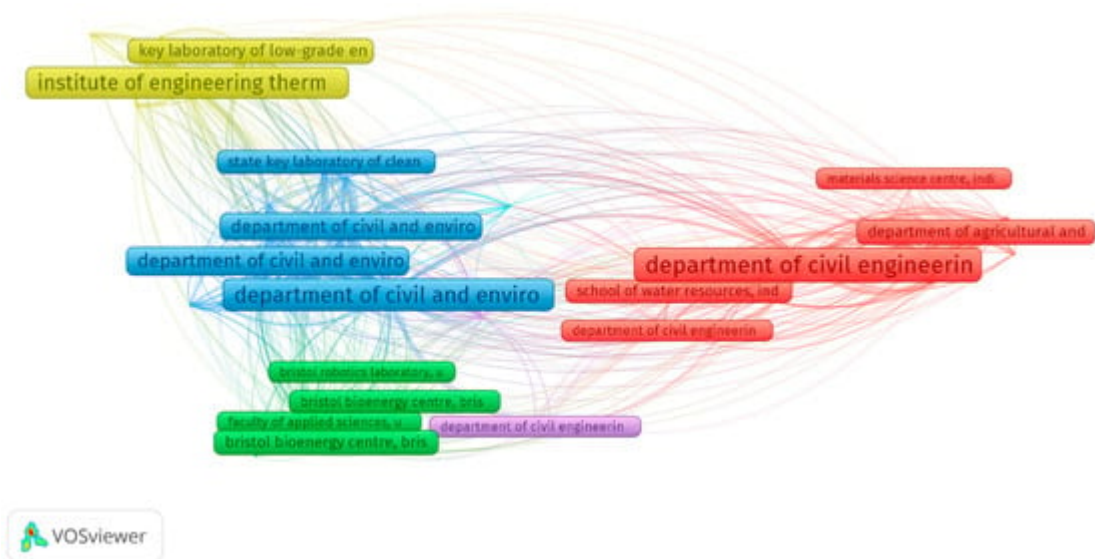 key laboratory of low-grade en
institute of engineering therm
state key laboratory of clean
materials science centre, indi
department of civil and enviro
department of agricultural and
department of civil and enviro
department of civil engineerin
department of civil and enviro
school of water resources, ind
department of civil engineerin
bristol robotics laboratory, u
bristol bioenergy centre, bris
faculty of applied sciences, u
department of civil engineerin
bristol bioenergy centre, bris
VOSviewer